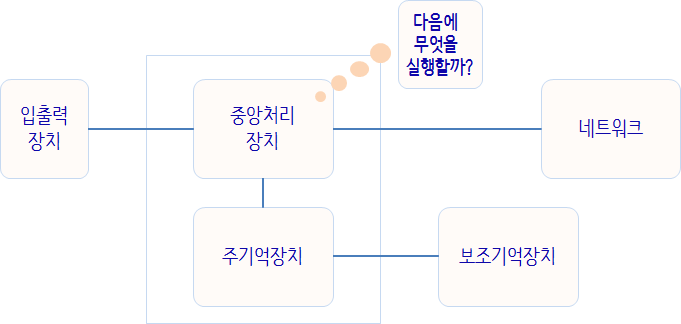 다음에
무엇을
실행할까?
입출력
장치
중앙처리
장치
네트워크
주기억장치
보조기억장치